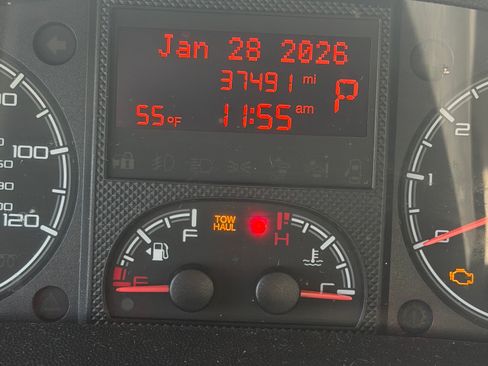 Jan 28 2026
37491 mi
P
55°F
11:55 am
100
120
F
TOW
HAUL
H
E
C
2
1
0